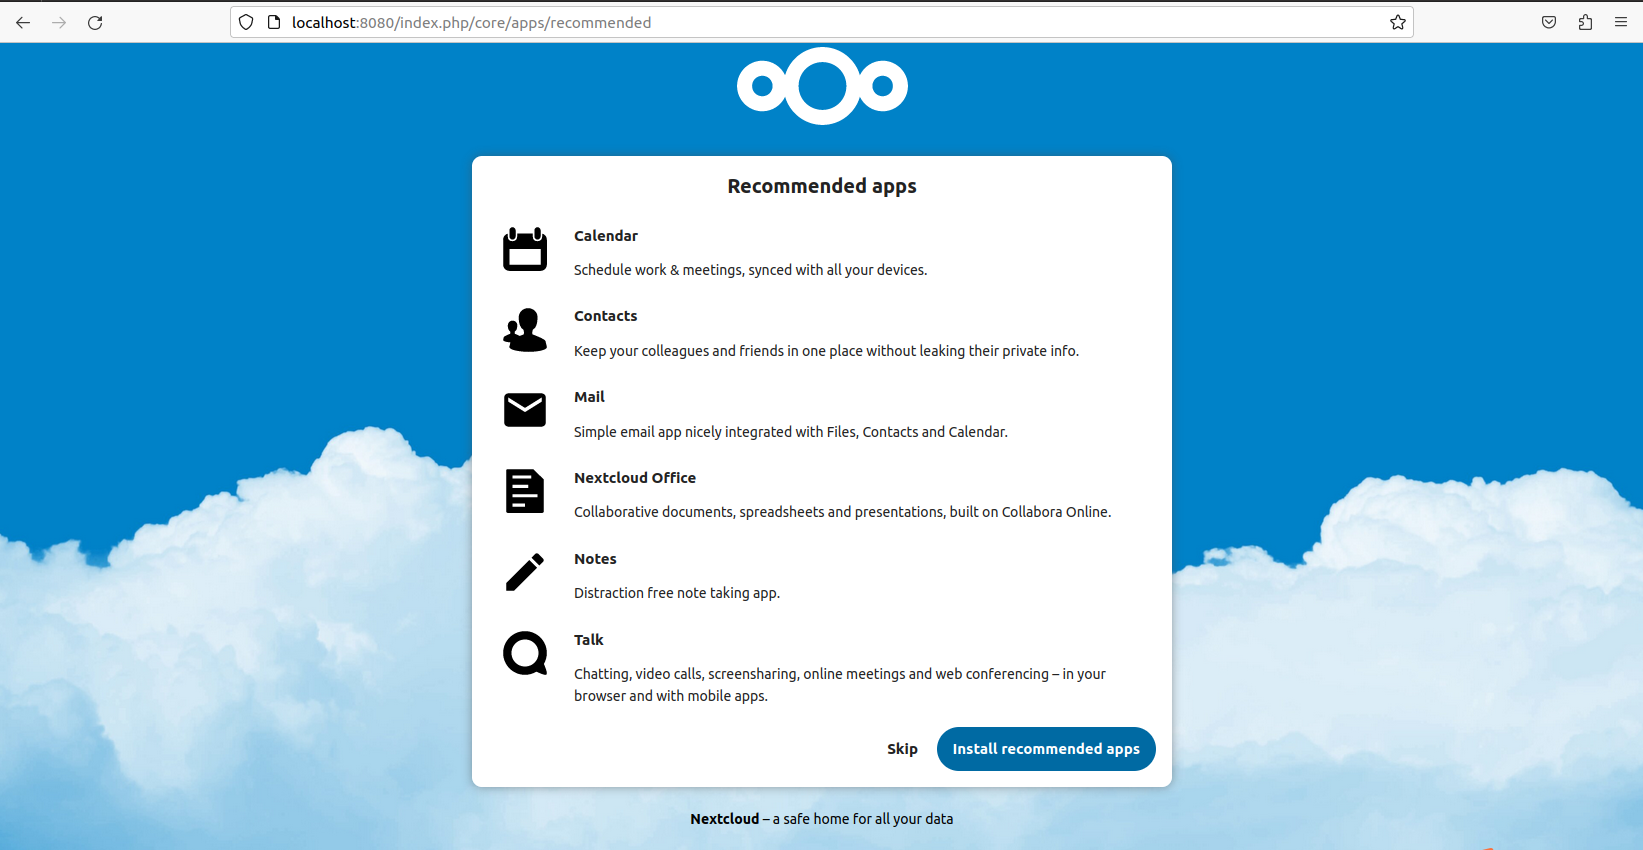 localhost:8080/index.php/core/apps/recommended
Recommended apps
Calendar
Schedule work & meetings, synced with all your devices.
Contacts
Keep your colleagues and friends in one place without leaking their private info.
Mail
Simple email app nicely integrated with Files, Contacts and Calendar.
Nextcloud Office
Collaborative documents, spreadsheets and presentations, built on Collabora Online.
Notes
Distraction free note taking app.
Talk
Chatting, video calls, screensharing, online meetings and web conferencing – in your
browser and with mobile apps.
Skip
Install recommended apps
Nextcloud – a safe home for all your data